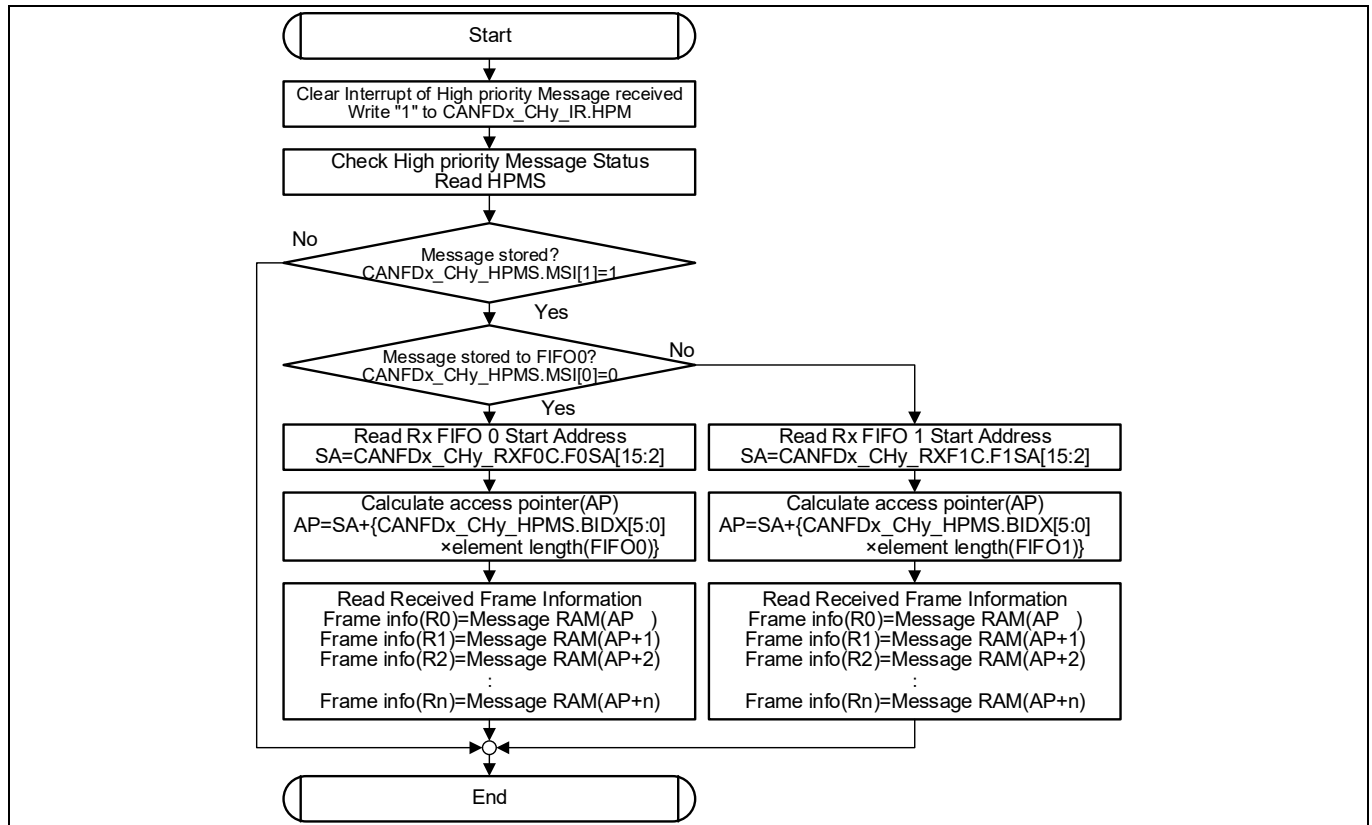 Start
Clear Interrupt of High priority Message received
Write "1" to CANFDx_CHy_IR.HPM
Check High priority Message Status
Read HPMS
No
Message stored?
CANFDx_CHy_HPMS.MSI[1]=1
Yes
Message stored to FIFO0?
CANFDx_CHy_HPMS.MSI[0]=0
No
Yes
Read Rx FIFO 0 Start Address
SA=CANFDx_CHy_RXF0C.F0SA[15:2]
Calculate access pointer(AP)
AP=SA+{CANFDx_CHy_HPMS.BIDX[5:0]
×element length(FIFO0)}
Read Received Frame Information
Frame info(R0)=Message RAM(AP )
Frame info(R1)=Message RAM(AP+1)
Frame info(R2)=Message RAM(AP+2)
:
Frame info(Rn)=Message RAM(AP+n)
Read Rx FIFO 1 Start Address
SA=CANFDx_CHy_RXF1C.F1SA[15:2]
Calculate access pointer(AP)
AP=SA+{CANFDx_CHy_HPMS.BIDX[5:0]
×element length(FIFO1)}
Read Received Frame Information
Frame info(R0)=Message RAM(AP )
Frame info(R1)=Message RAM(AP+1)
Frame info(R2)=Message RAM(AP+2)
:
Frame info(Rn)=Message RAM(AP+n)
End